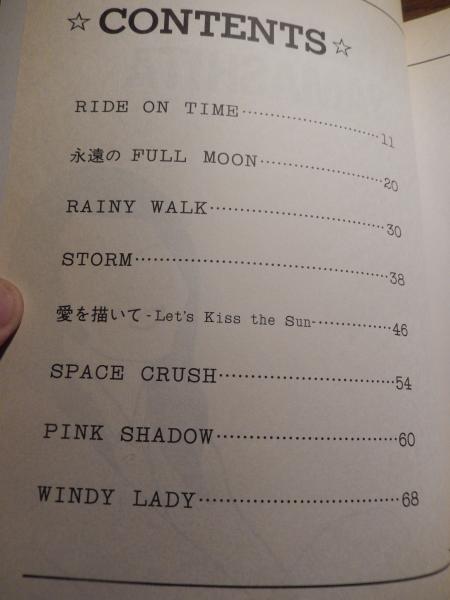 ☆ CONTENTS ☆
RIDE ON TIME……………………11
永遠の FULL MOON……………………20
RAINY WALK……………………30
STORM……………………38
愛を描いて-Let's Kiss the Sun……………46
SPACE CRUSH……………………54
PINK SHADOW……………………60
WINDY LADY……………………68